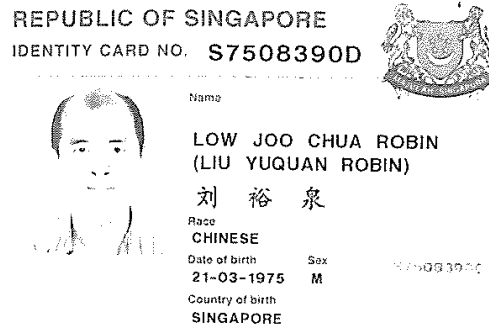 REPUBLIC OF SINGAPORE
IDENTITY CARD NO. S7508390D
Name
LOW JOO CHUA ROBIN
(LIU YUQUAN ROBIN)
刘 裕 泉
Race
CHINESE
Date of birth Sex
21-03-1975 M
Country of birth
SINGAPORE